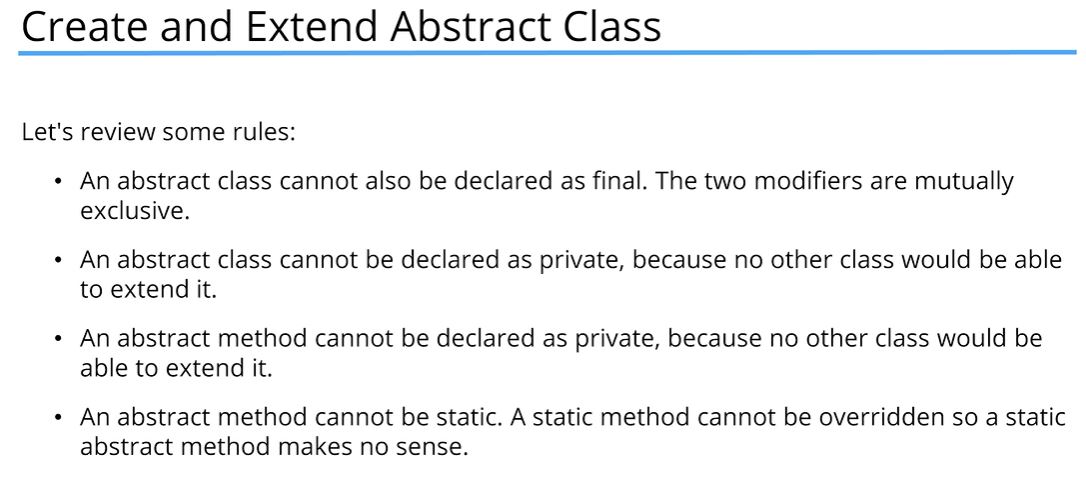 Create and Extend Abstract Class
Let's review some rules:
• An abstract class cannot also be declared as final. The two modifiers are mutually
exclusive.
• An abstract class cannot be declared as private, because no other class would be able
to extend it.
• An abstract method cannot be declared as private, because no other class would be
able to extend it.
• An abstract method cannot be static. A static method cannot be overridden so a static
abstract method makes no sense.